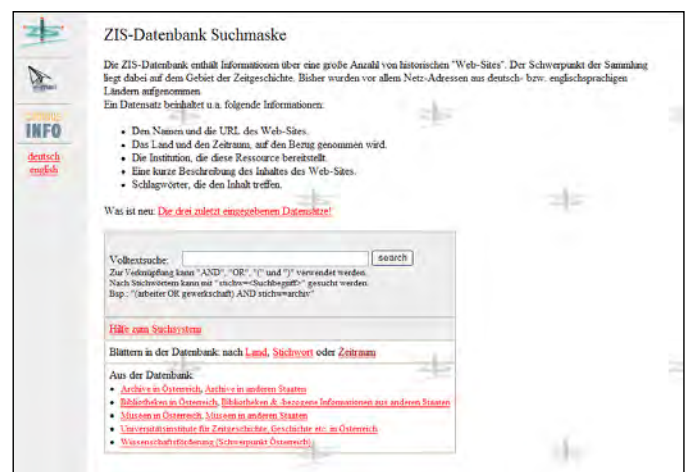 ZIS-Datenbank Suchmaske
Die ZIS-Datenbank enthält Informationen über eine große Anzahl von historischen "Web-Sites". Der Schwerpunkt der Sammlung
liegt dabei auf dem Gebiet der Zeitgeschichte. Bisher wurden vor allem Netz-Adressen aus deutsch- bzw. englischsprachigen
Ländern aufgenommen.
Ein Datensatz beinhaltet u.a. folgende Informationen:
• Den Namen und die URL des Web-Sites.
• Das Land und den Zeitraum, auf den Bezug genommen wird.
• Die Institution, die diese Ressource bereitstellt.
• Eine kurze Beschreibung des Inhaltes des Web-Sites.
• Schlagwörter, die den Inhalt treffen.
INFO
deutsch
english
Was ist neu: Die drei zuletzt eingegebenen Datensätze!
Volltextsuche: search
Zur Verknüpfung kann "AND", "OR", "(" und ")" verwendet werden.
Nach Stichwörtern kann mit "stichw=<Suchbegriff>" gesucht werden.
Bsp.: "(arbeiter OR gewerkschaft) AND stichw=archiv"
Hilfe zum Suchsystem
Blättern in der Datenbank: nach Land, Stichwort oder Zeitraum
Aus der Datenbank:
• Archive in Österreich, Archive in anderen Staaten
• Bibliotheken in Österreich, Bibliotheken & -bezogene Informationen aus anderen Staaten
• Museen in Österreich, Museen in anderen Staaten
• Universitätsinstitute für Zeitgeschichte, Geschichte etc. in Österreich
• Wissenschaftsförderung (Schwerpunkt Österreich)